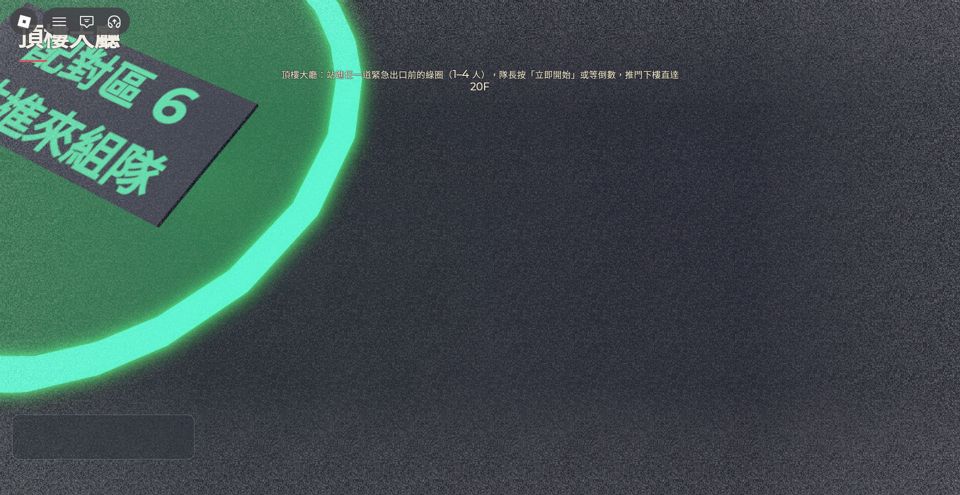 頂樓大廳
頂樓大廳：站進任一道緊急出口前的綠圈（1–4 人），隊長按「立即開始」或等倒數，推門下樓直達
20F
配對區 6
站進來組隊